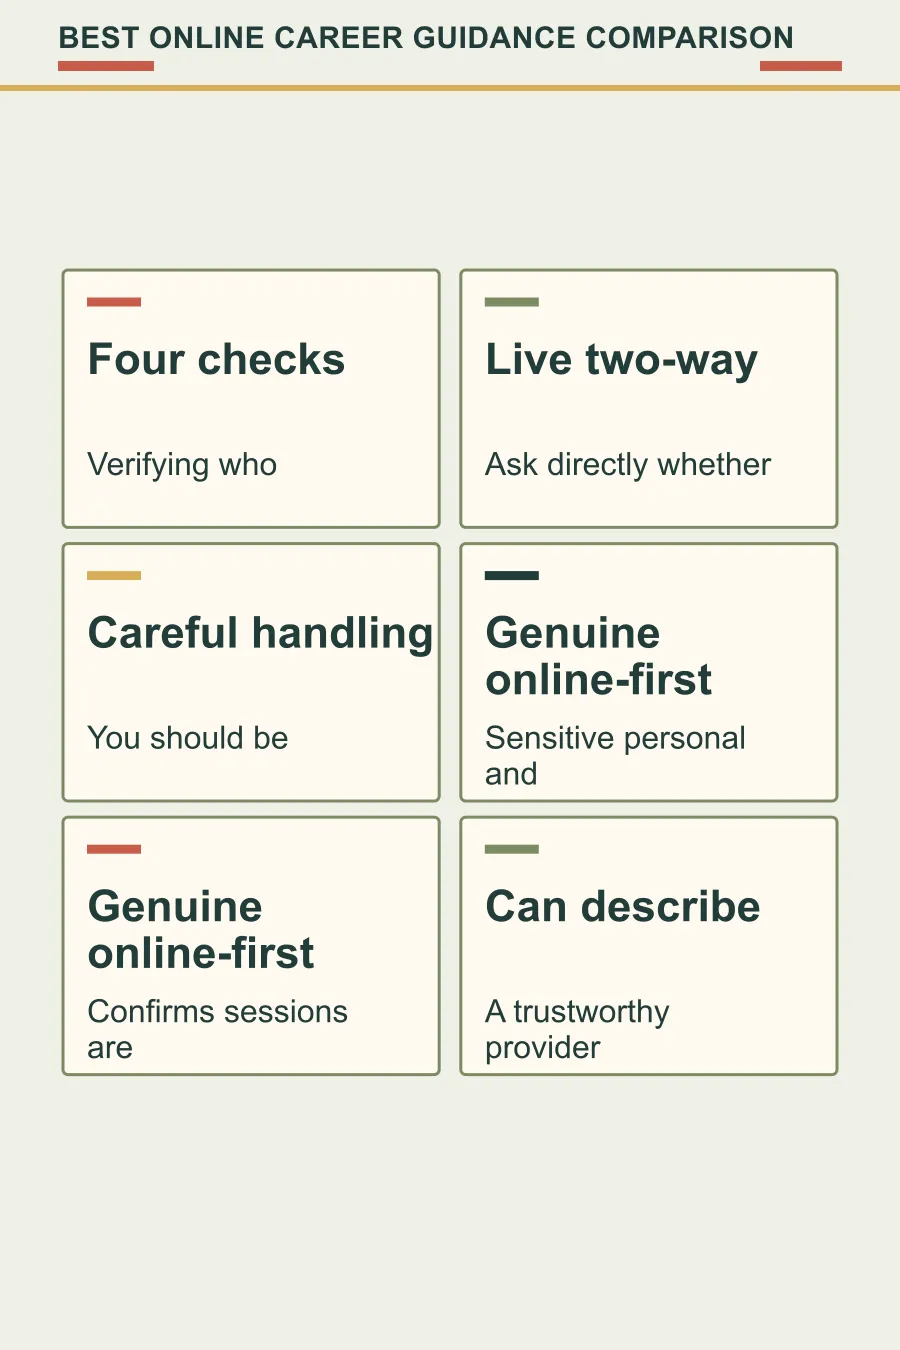 BEST ONLINE CAREER GUIDANCE COMPARISON
Four checks
Verifying who
Live two-way
Ask directly whether
Careful handling
You should be
Genuine
online-first
Sensitive personal
and
Genuine
online-first
Confirms sessions
are
Can describe
A trustworthy
provider